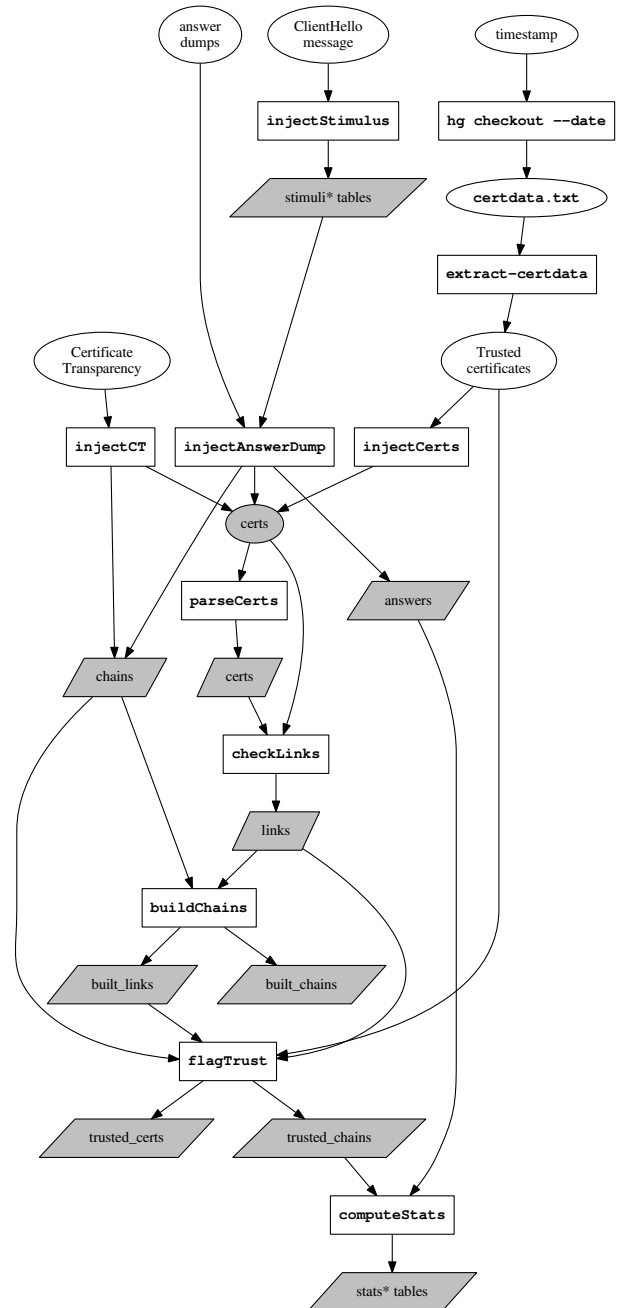 answer
dumps
ClientHello
message
timestamp
injectStimulus
hg checkout --date
stimuli* tables
certdata.txt
extract-certdata
Certificate
Transparency
Trusted
certificates
injectCT
injectAnswerDump
injectCerts
certs
parseCerts
answers
chains
certs
checkLinks
links
buildChains
built_links
built_chains
flagTrust
trusted_certs
trusted_chains
computeStats
stats* tables